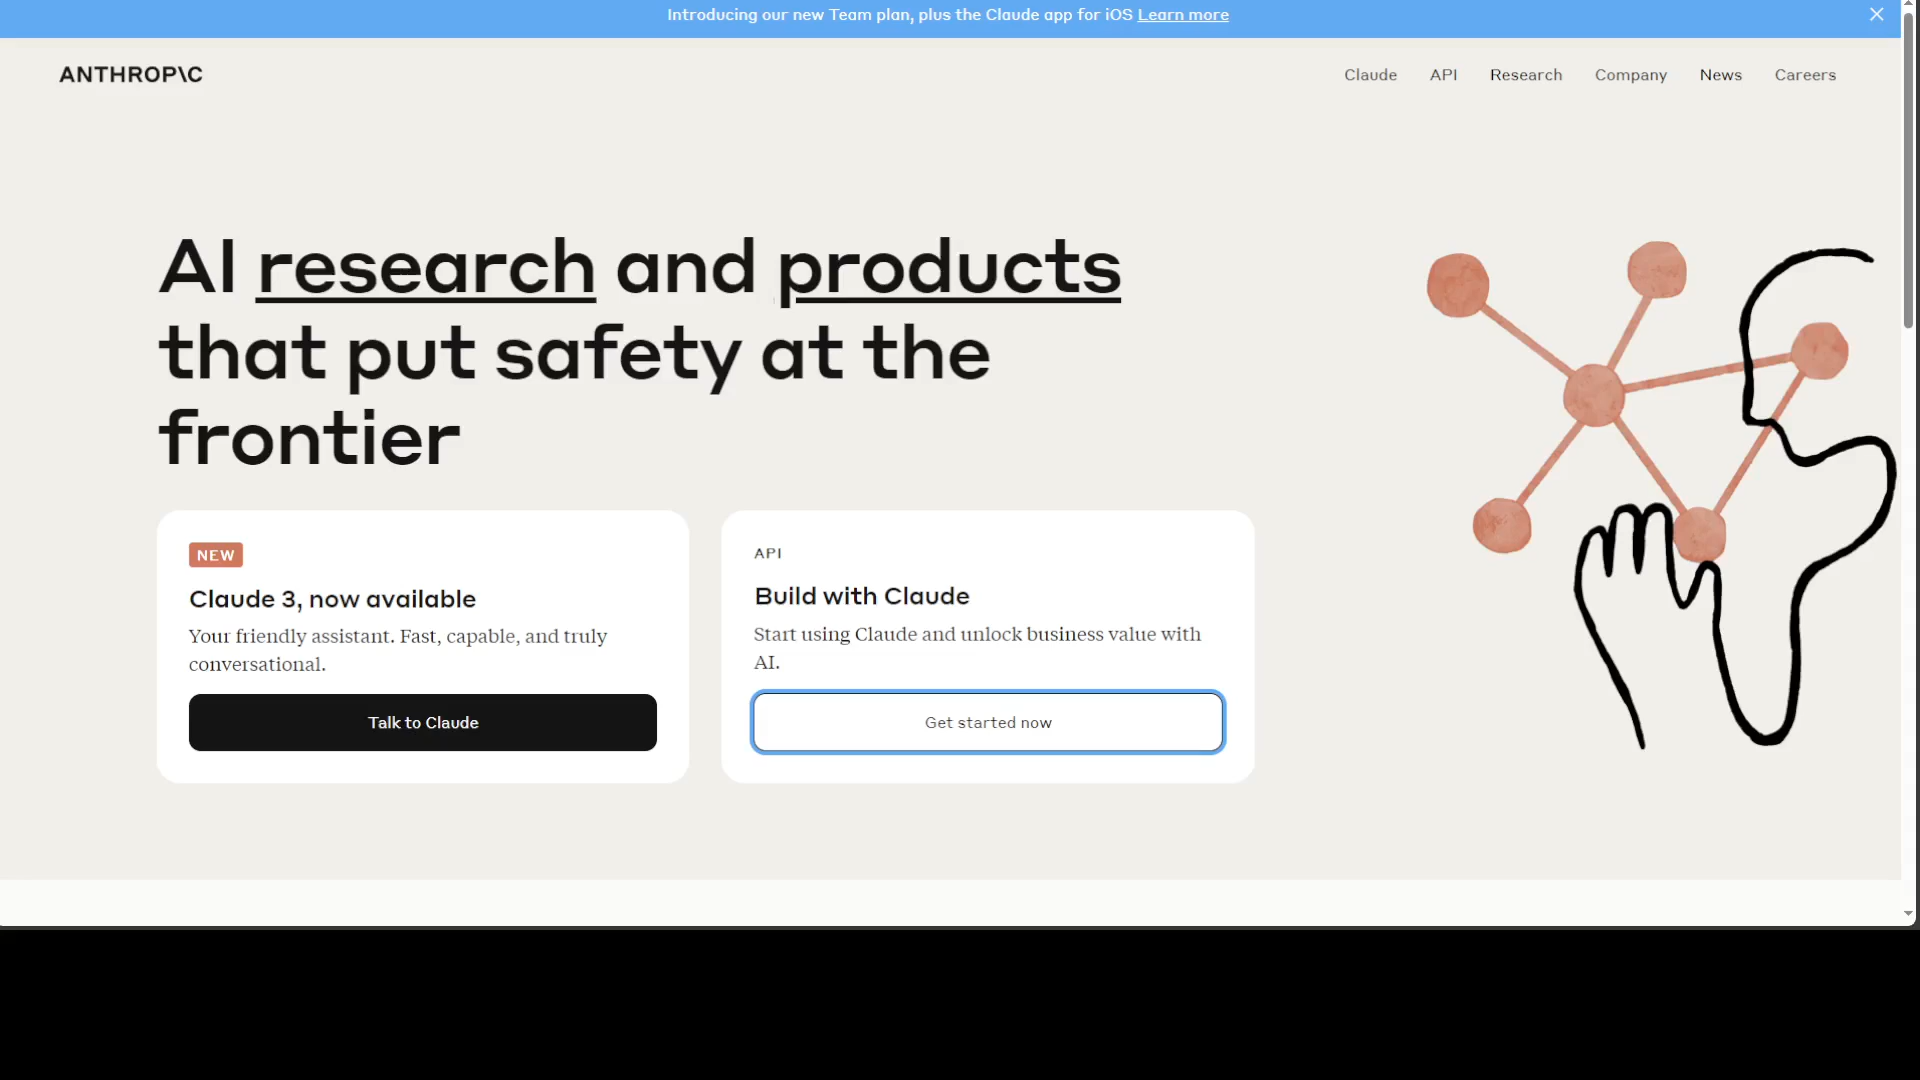 Introducing our new Team plan, plus the Claude app for iOS Learn more
ANTHROP\C
Claude API Research Company News Careers
AI research and products
that put safety at the
frontier
NEW
Claude 3, now available
Your friendly assistant. Fast, capable, and truly
conversational.
Talk to Claude
API
Build with Claude
Start using Claude and unlock business value with
AI.
Get started now